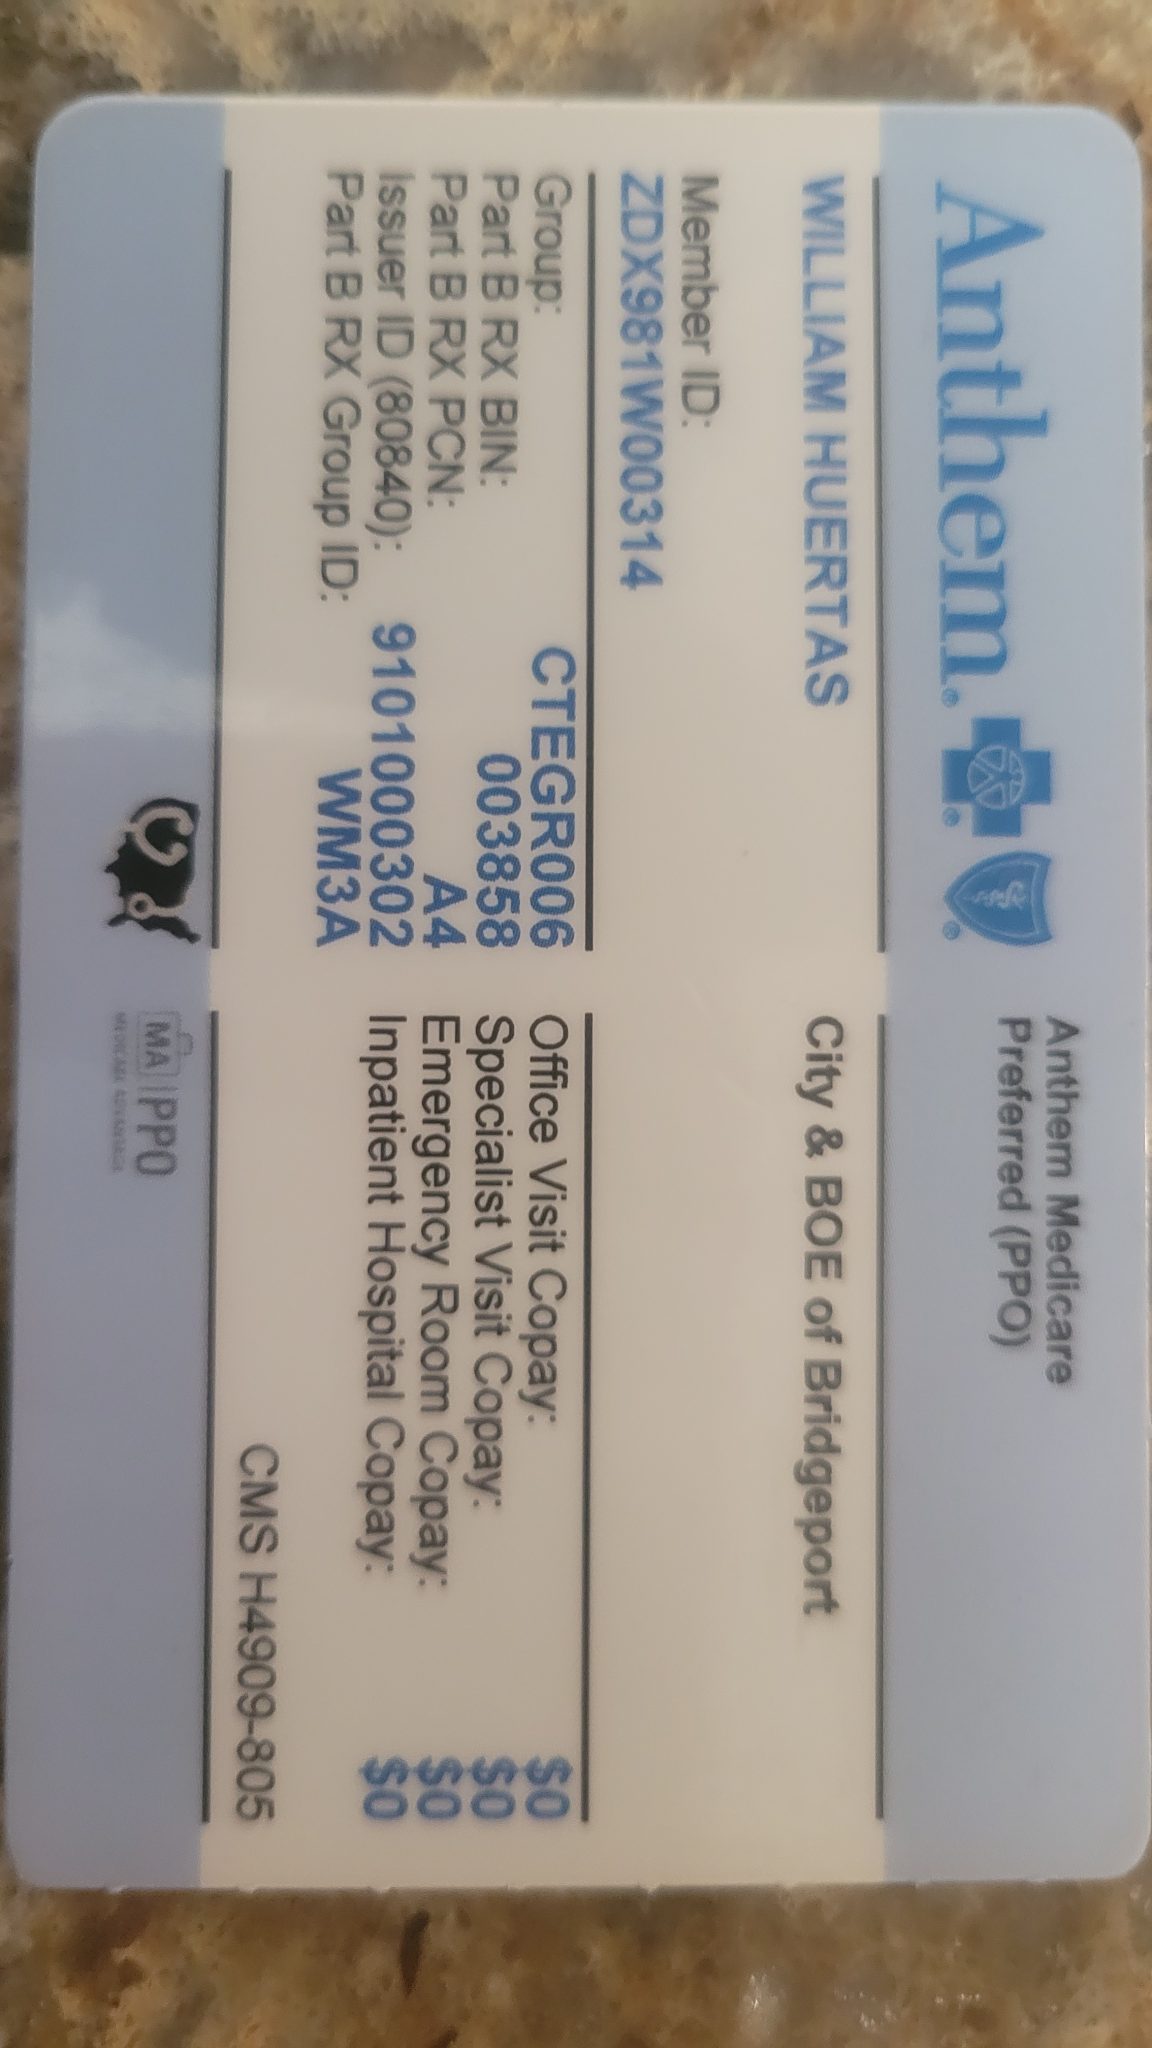 Anthem
Anthem Medicare
Preferred (PPO)
WILLIAM HUERTAS
City & BOE of Bridgeport
Member ID:
ZDX981W00314
Group: CTEGR006
Part B RX BIN: 003858
Part B RX PCN: A4
Issuer ID (80840): 9101000302
Part B RX Group ID: WM3A
Office Visit Copay: $0
Specialist Visit Copay: $0
Emergency Room Copay: $0
Inpatient Hospital Copay: $0
CMS H4909-805
MA PPO
MEDICARE ADVANTAGE